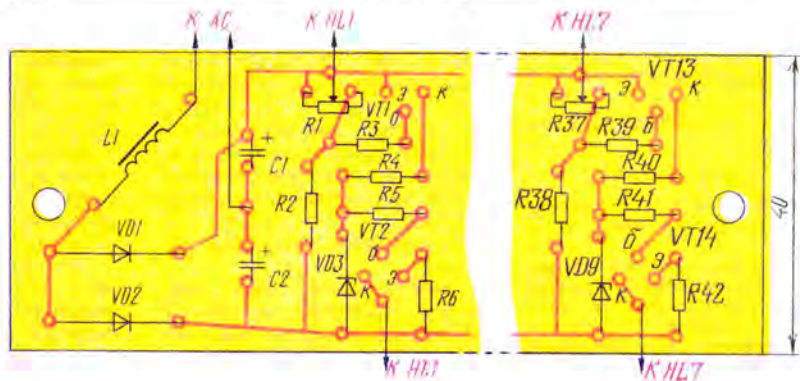 К АС
К HL1
К HL7
VT13
Э
К
VT1
Э
К
L1
R1
R3
б
R37
R39
б
C1
R4
R40
R2
R5
R38
R41
40
VD1
VT2
б
б
VT14
C2
VD3
К
Э
VD9
К
Э
VD2
R6
R42
К HL1
К HL7